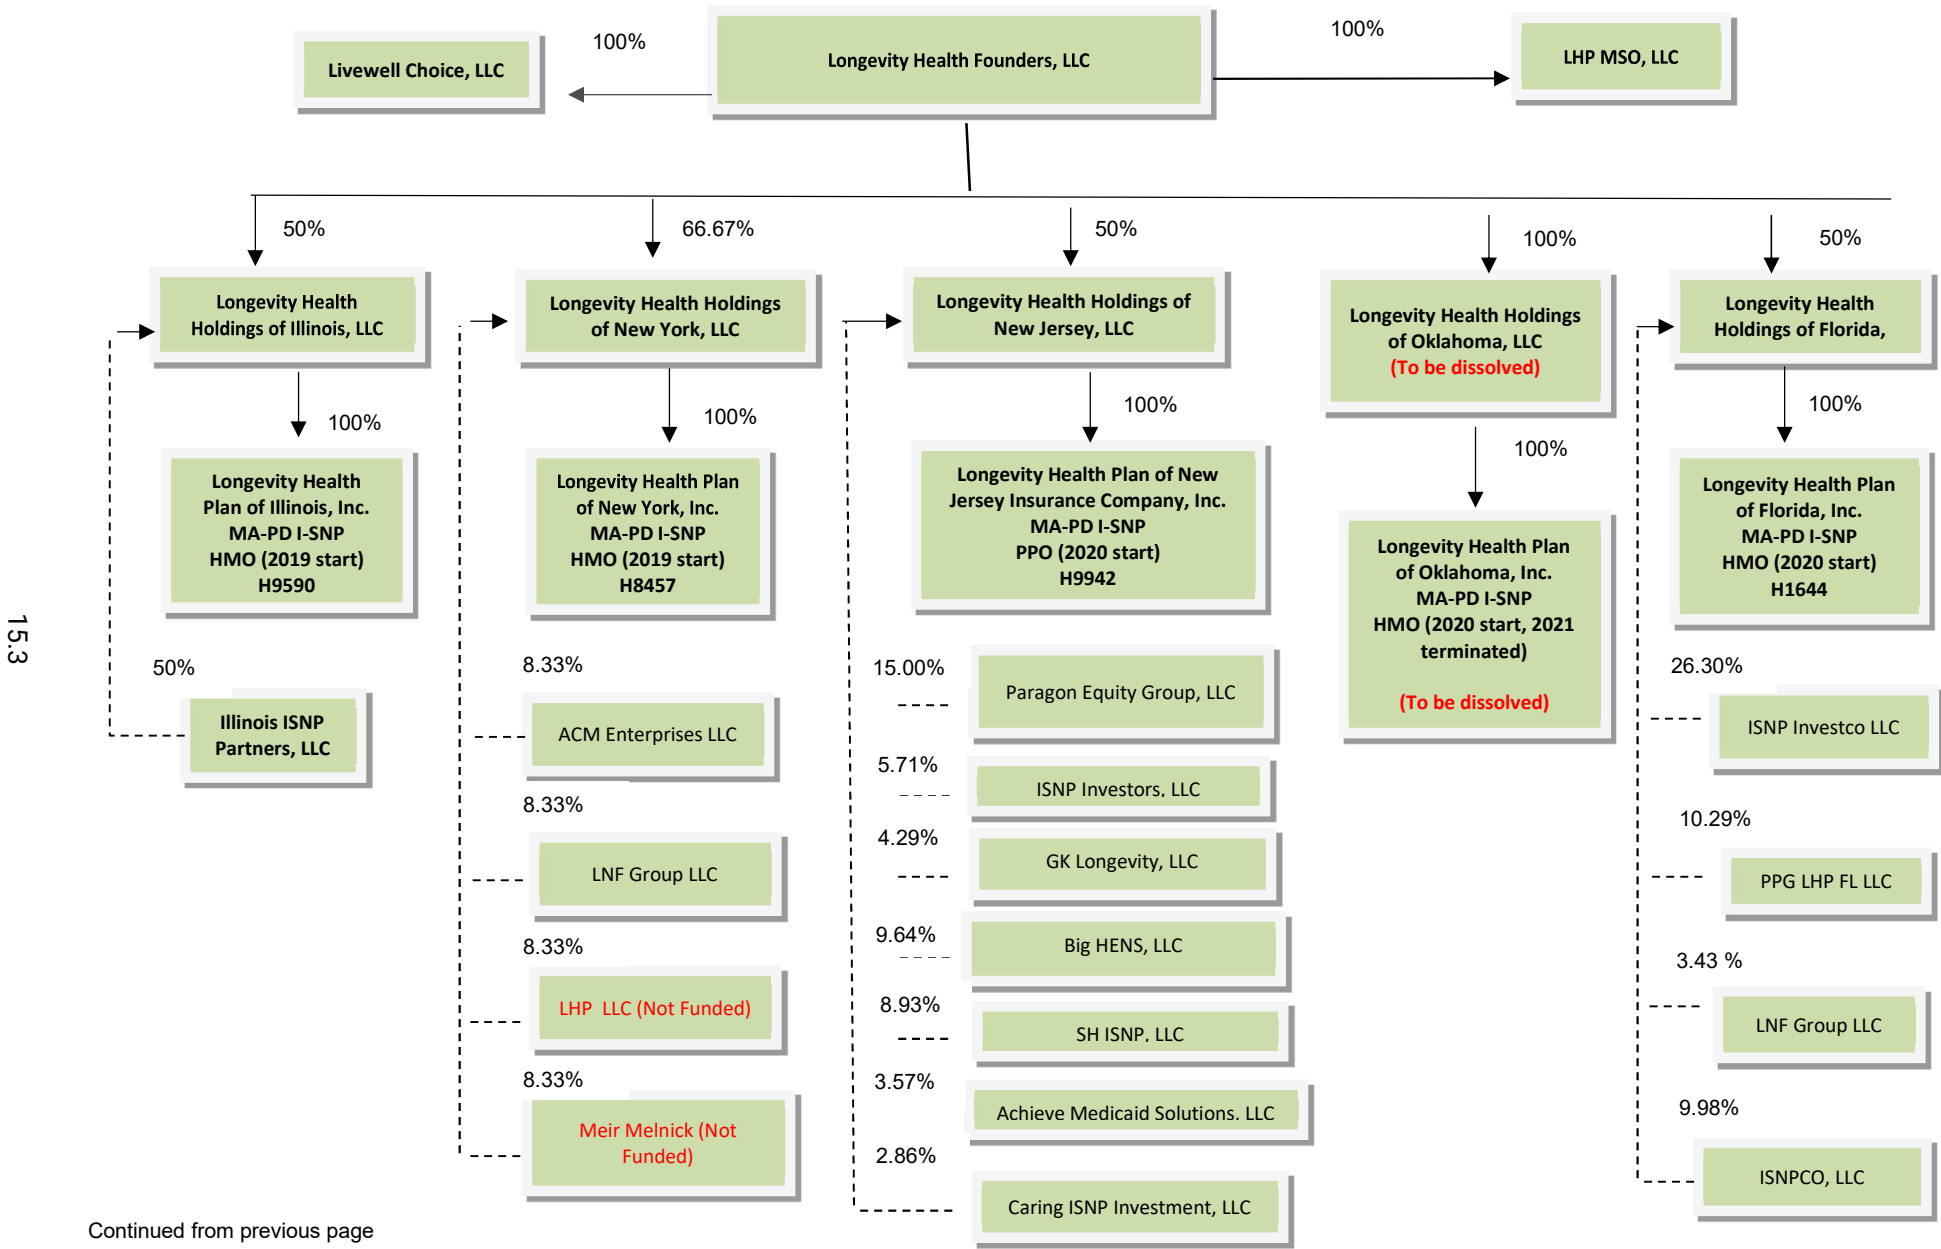 100%
100%
Livewell Choice, LLC
Longevity Health Founders, LLC
LHP MSO, LLC
50%
66.67%
50%
100%
50%
Longevity Health
Holdings of Illinois, LLC
Longevity Health Holdings
of New York, LLC
Longevity Health Holdings of
New Jersey, LLC
Longevity Health Holdings
of Oklahoma, LLC
(To be dissolved)
Longevity Health
Holdings of Florida,
100%
100%
100%
100%
100%
Longevity Health
Plan of Illinois, Inc.
MA-PD I-SNP
HMO (2019 start)
H9590
Longevity Health Plan
of New York, Inc.
MA-PD I-SNP
HMO (2019 start)
H8457
Longevity Health Plan of New
Jersey Insurance Company, Inc.
MA-PD I-SNP
PPO (2020 start)
H9942
Longevity Health Plan
of Oklahoma, Inc.
MA-PD I-SNP
HMO (2020 start, 2021
terminated)
(To be dissolved)
Longevity Health Plan
of Florida, Inc.
MA-PD I-SNP
HMO (2020 start)
H1644
15.3
50%
Illinois ISNP
Partners, LLC
8.33%
ACM Enterprises LLC
8.33%
LNF Group LLC
8.33%
LHP LLC (Not Funded)
8.33%
Meir Melnick (Not
Funded)
15.00%
Paragon Equity Group, LLC
5.71%
ISNP Investors, LLC
4.29%
GK Longevity, LLC
9.64%
Big HENS, LLC
8.93%
SH ISNP, LLC
3.57%
Achieve Medicaid Solutions. LLC
2.86%
Caring ISNP Investment, LLC
26.30%
ISNP Investco LLC
10.29%
PPG LHP FL LLC
3.43 %
LNF Group LLC
9.98%
ISNPCO, LLC
Continued from previous page